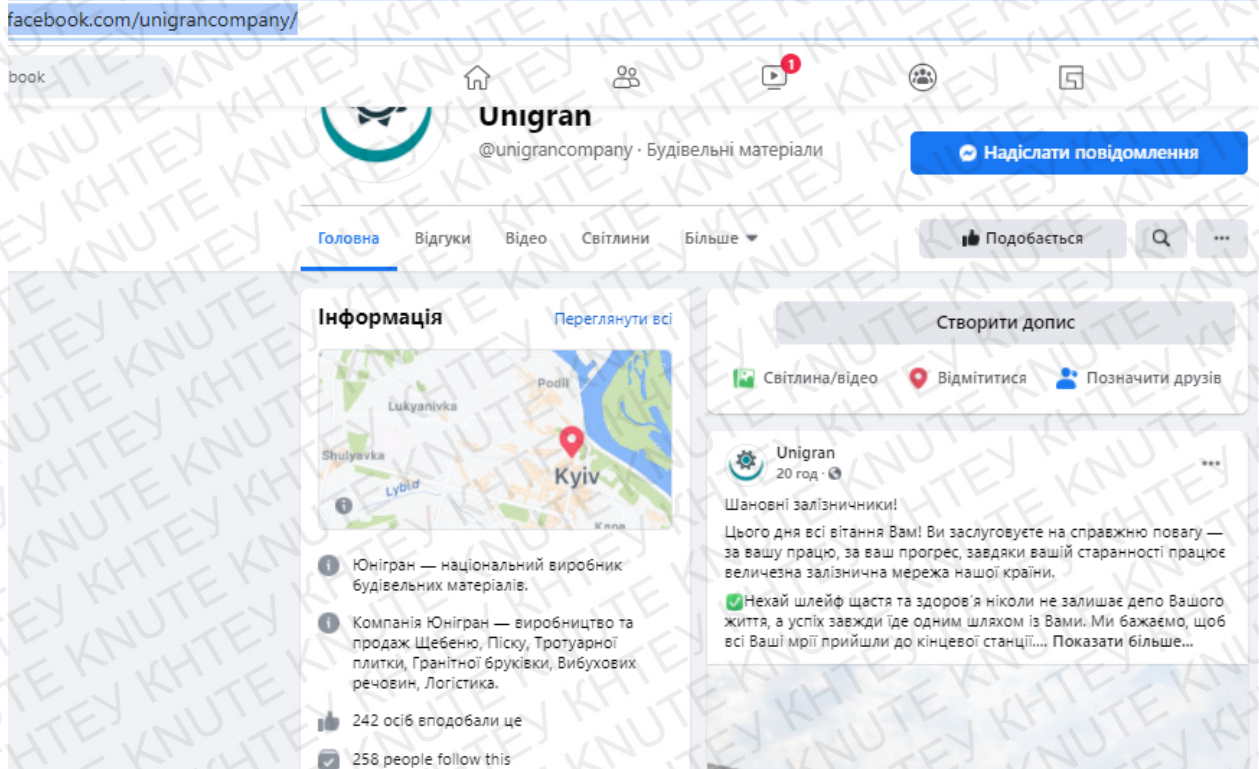 facebook.com/unigrancompany/
book
1
Unigran
@unigrancompany · Будівельні матеріали
Надіслати повідомлення
Головна Відгуки Відео Світлини Більше
Подобається
Інформація Переглянути всі
Podil
Lukyanivka
Shulyavka
Kyiv
Lybid
Юнігран — національний виробник
будівельних матеріалів.
Компанія Юнігран — виробництво та
продаж Щебеню, Піску, Тротуарної
плитки, Гранітної бруківки, Вибухових
речовин, Логістика.
242 осіб вподобали це
258 people follow this
Створити допис
Світлина/відео Відмітитися Позначити друзів
Unigran
20 год ·
Шановні залізничники!
Цього дня всі вітання Вам! Ви заслуговуєте на справжню повагу —
за вашу працю, за ваш прогрес, завдяки вашій старанності працює
величезна залізнична мережа нашої країни.
✅Нехай шлейф щастя та здоров'я ніколи не залишає депо Вашого
життя, а успіх завжди їде одним шляхом із Вами. Ми бажаємо, щоб
всі Ваші мрії прийшли до кінцевої станції.... Показати більше...
KNUTE KHTEY KNUTE KHTEY